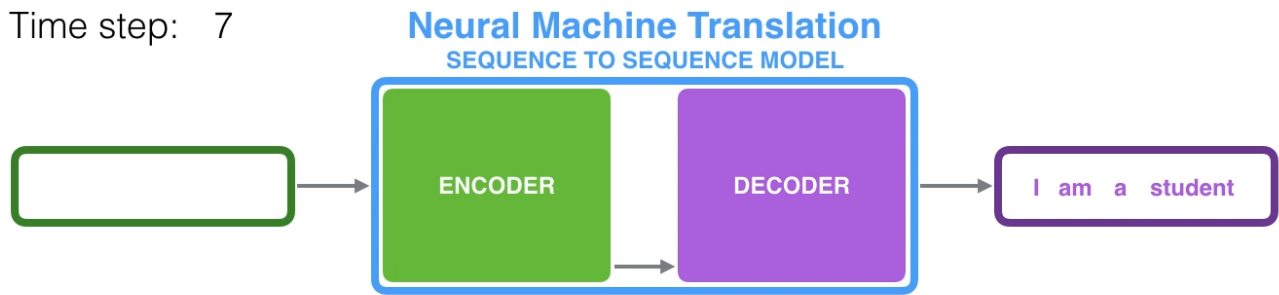 Time step: 7
Neural Machine Translation
SEQUENCE TO SEQUENCE MODEL
ENCODER
DECODER
I am a student